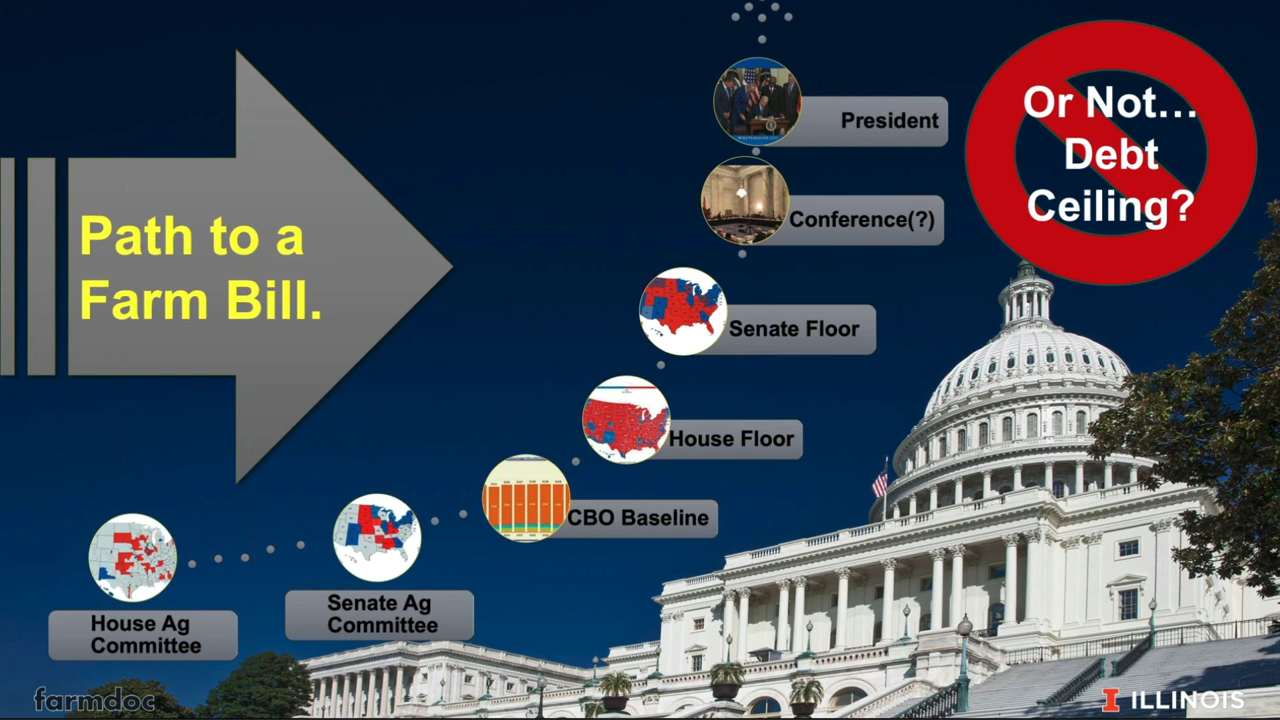 Path to a
Farm Bill.
Or Not…
Debt
Ceiling?
President
Conference(?)
Senate Floor
House Floor
CBO Baseline
Senate Ag
Committee
House Ag
Committee
farmdoc
I ILLINOIS